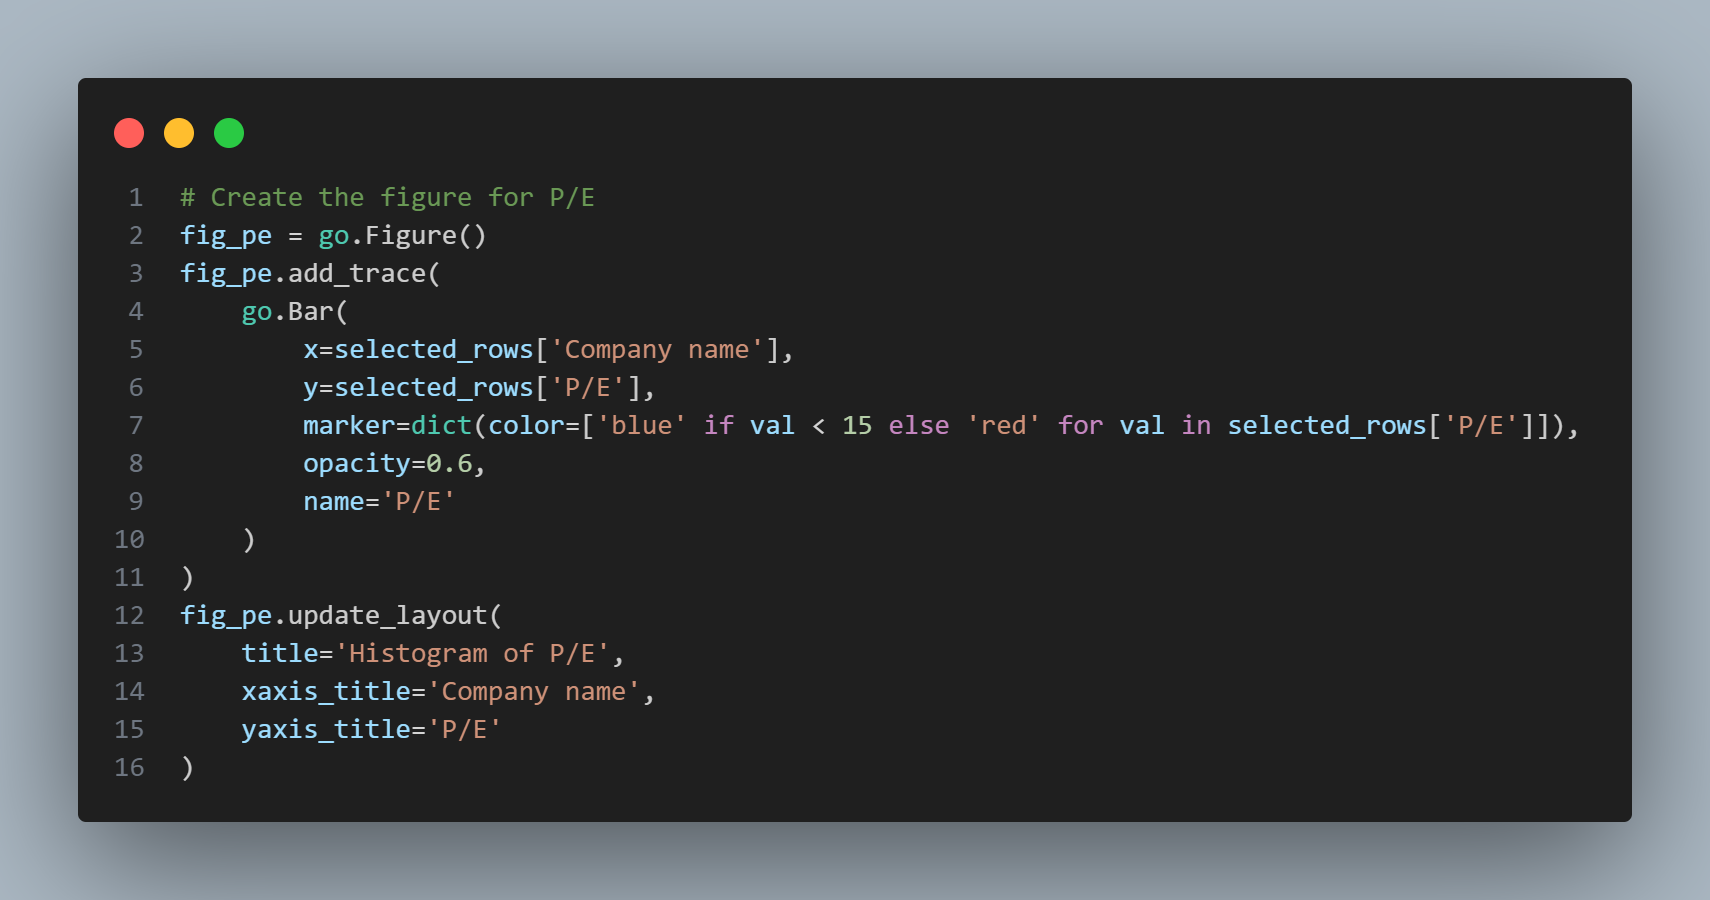 1 # Create the figure for P/E
2 fig_pe = go.Figure()
3 fig_pe.add_trace(
4     go.Bar(
5         x=selected_rows['Company name'],
6         y=selected_rows['P/E'],
7         marker=dict(color=['blue' if val < 15 else 'red' for val in selected_rows['P/E']]),
8         opacity=0.6,
9         name='P/E'
10     )
11 )
12 fig_pe.update_layout(
13     title='Histogram of P/E',
14     xaxis_title='Company name',
15     yaxis_title='P/E'
16 )